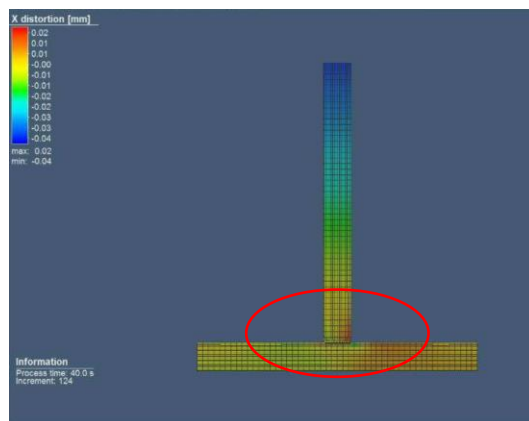 X distortion [mm]
0.02
0.01
0.01
-0.00
-0.01
-0.01
-0.02
-0.02
-0.03
-0.03
-0.04
max: 0.02
min: -0.04
Information
Process time: 40.0 s
Increment: 124